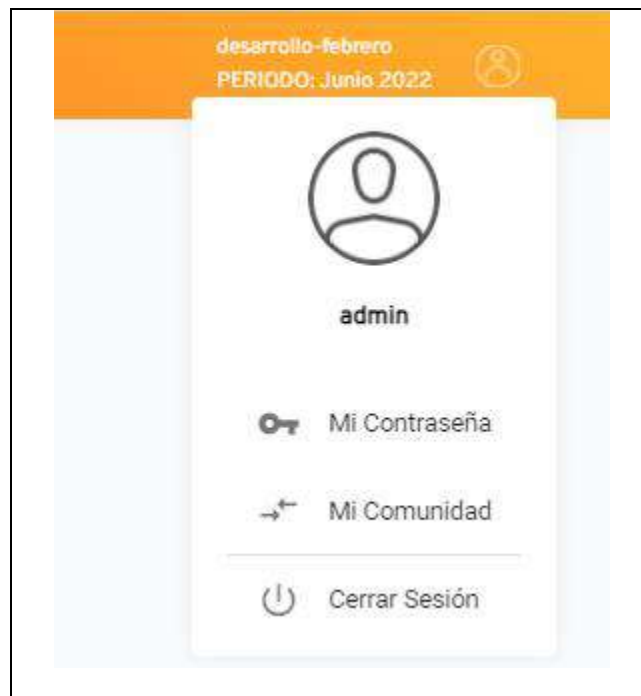 desarrollo-febrero
PERIODO: Junio 2022
admin
Mi Contraseña
Mi Comunidad
Cerrar Sesión